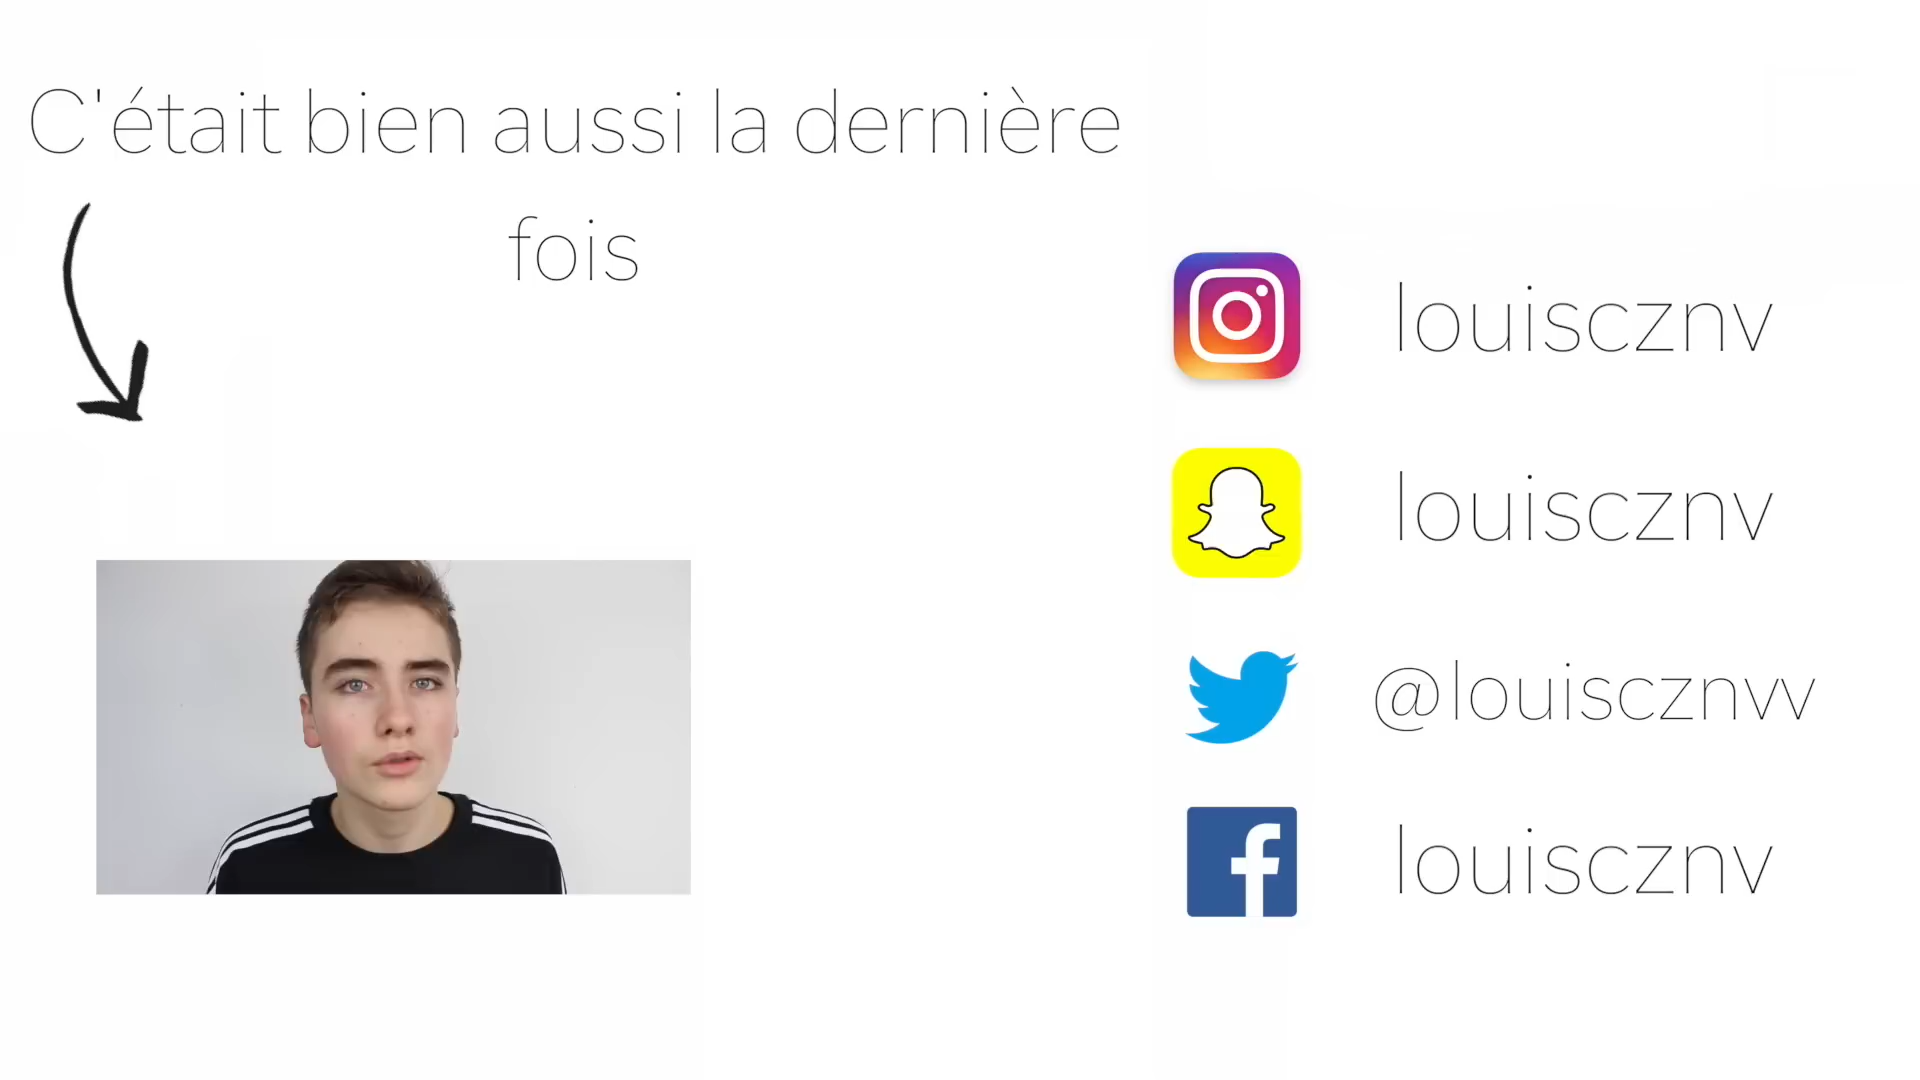 C'était bien aussi la dernière
fois
louiscznv
louiscznv
@louiscznvv
louiscznv